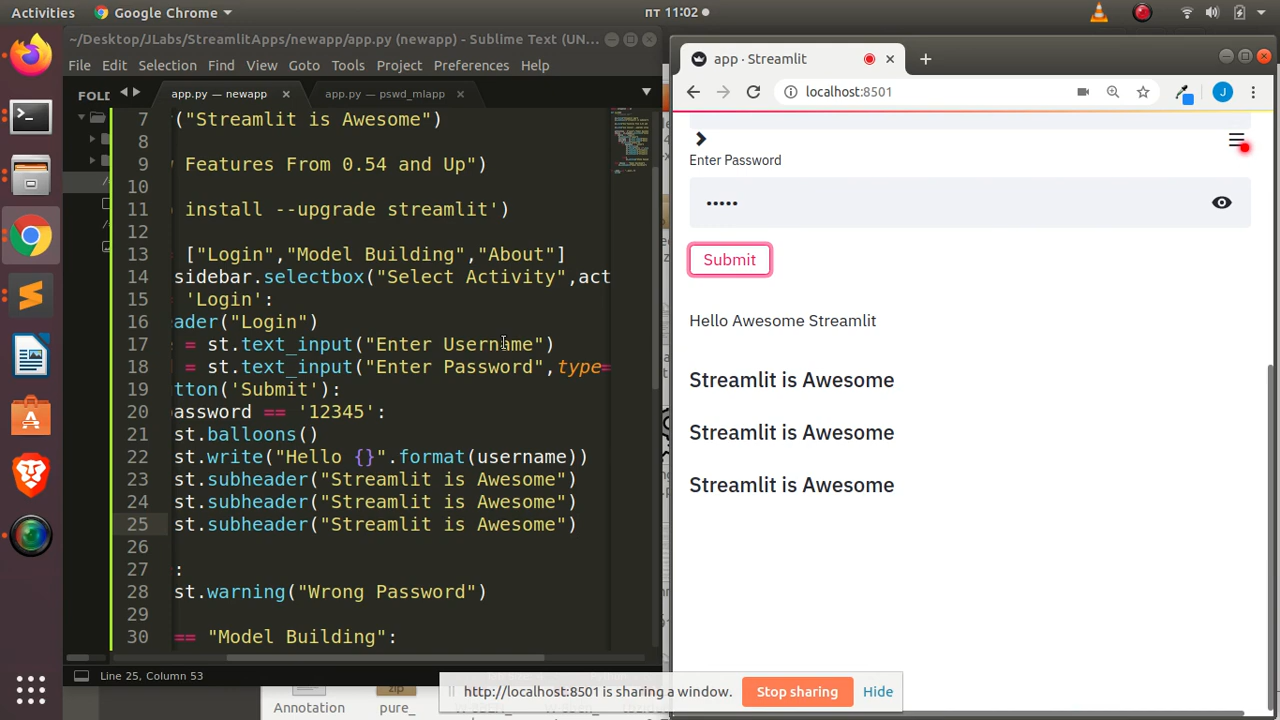 Activities
Google Chrome
пт 11:02
~/Desktop/JLabs/StreamlitApps/newapp/app.py (newapp) - Sublime Text (UN...
File Edit Selection Find View Goto Tools Project Preferences Help
FOLD
app.py — newapp
app.py — pswd_mlapp
7 ("Streamlit is Awesome")
8
9 Features From 0.54 and Up")
10
11 install --upgrade streamlit')
12
13 ["Login","Model Building","About"]
14 sidebar.selectbox("Select Activity",act
15 'Login':
16 ader("Login")
17 = st.text_input("Enter Username")
18 = st.text_input("Enter Password",type=
19 tton('Submit'):
20 password == '12345':
21 st.balloons()
22 st.write("Hello {}".format(username))
23 st.subheader("Streamlit is Awesome")
24 st.subheader("Streamlit is Awesome")
25 st.subheader("Streamlit is Awesome")
26
27 :
28 st.warning("Wrong Password")
29
30 == "Model Building":
Line 25, Column 53
app · Streamlit
localhost:8501
J
Enter Password
•••••
Submit
Hello Awesome Streamlit
Streamlit is Awesome
Streamlit is Awesome
Streamlit is Awesome
http://localhost:8501 is sharing a window.
Stop sharing
Hide
zip
Annotation
pure_